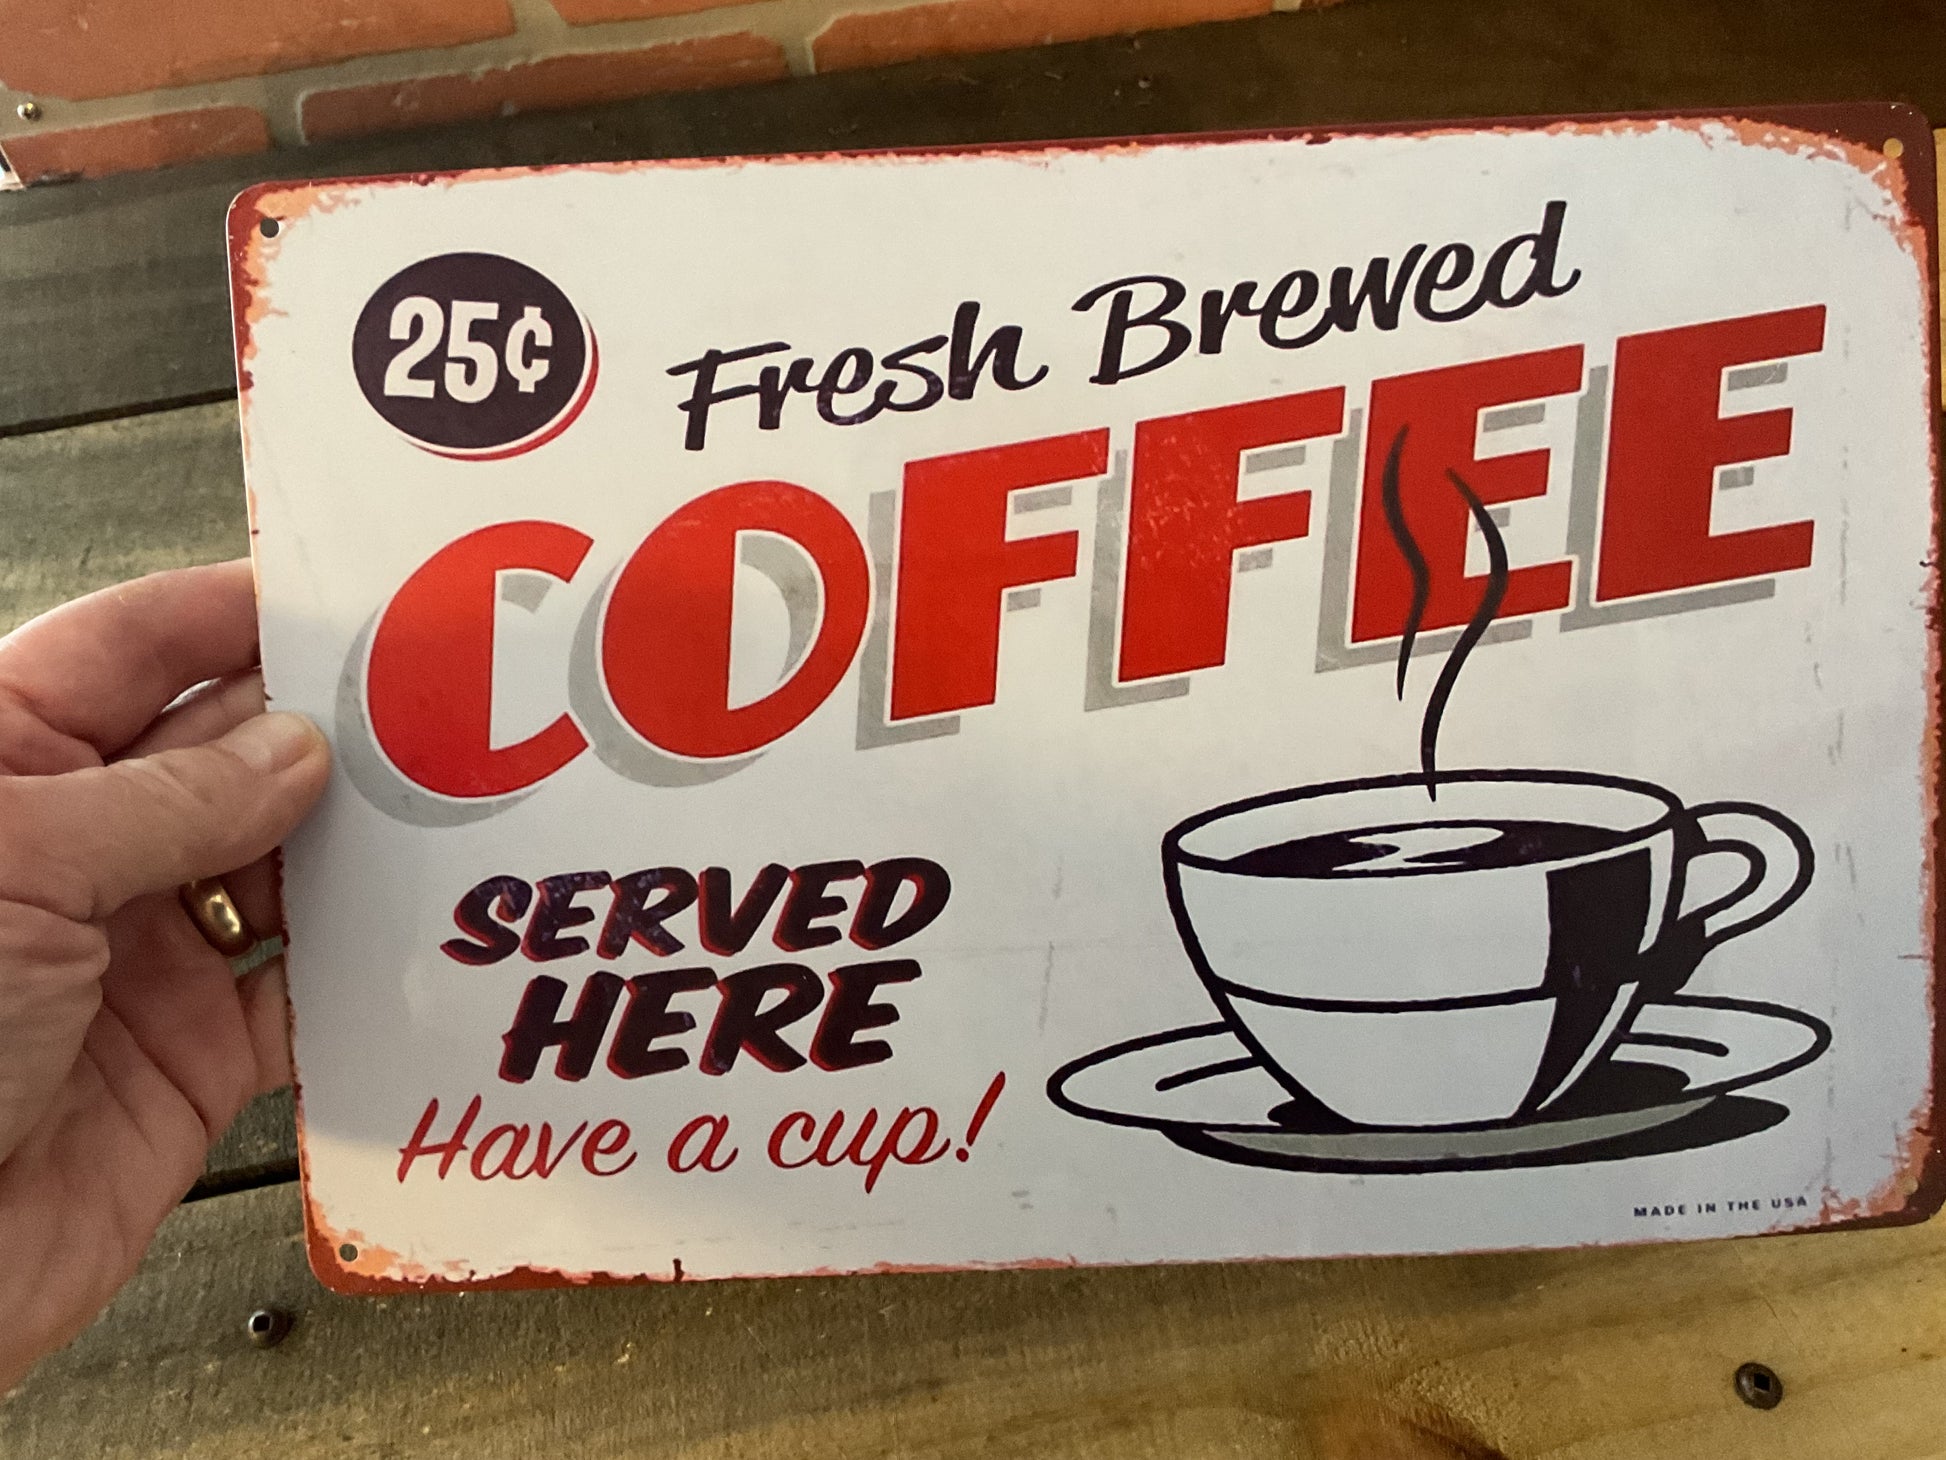 25¢
Fresh Brewed
COFFEE
SERVED
HERE
Have a cup!
MADE IN THE USA